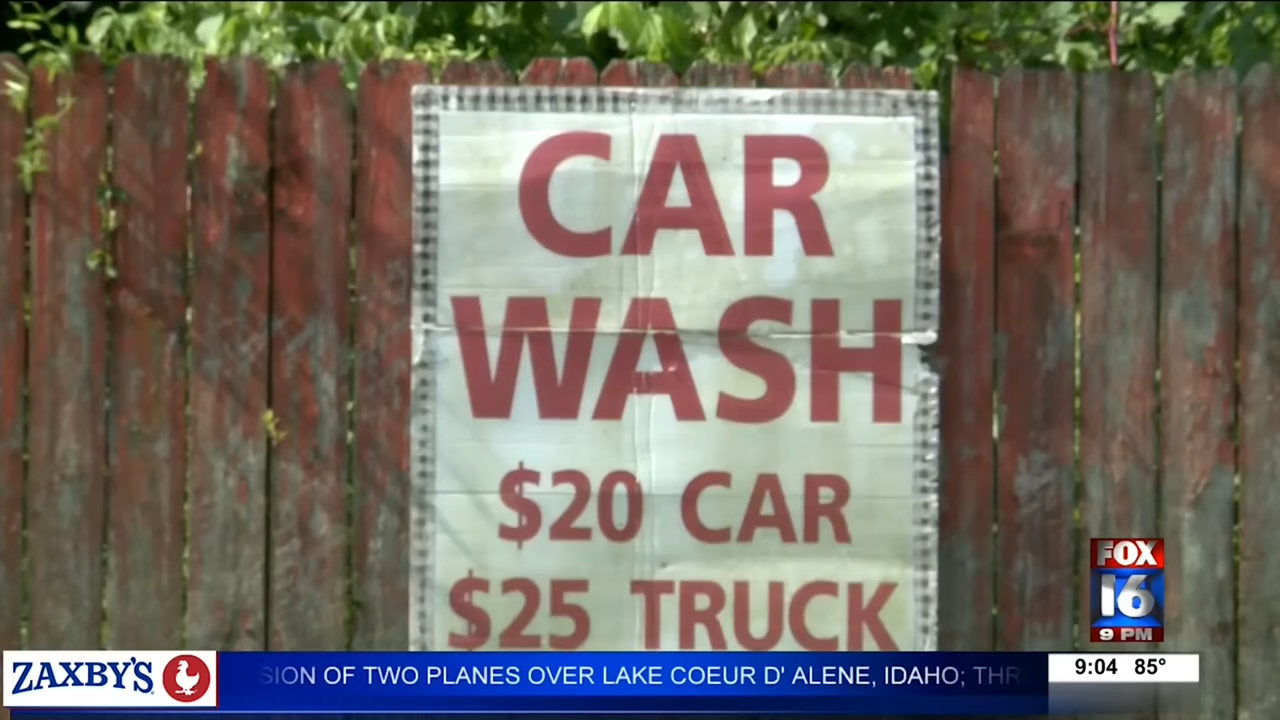 CAR
WASH
$20 CAR
$25 TRUCK
FOX
16
9 PM
ZAXBY'S
SION OF TWO PLANES OVER LAKE COEUR D' ALENE, IDAHO; THR
9:04 85°